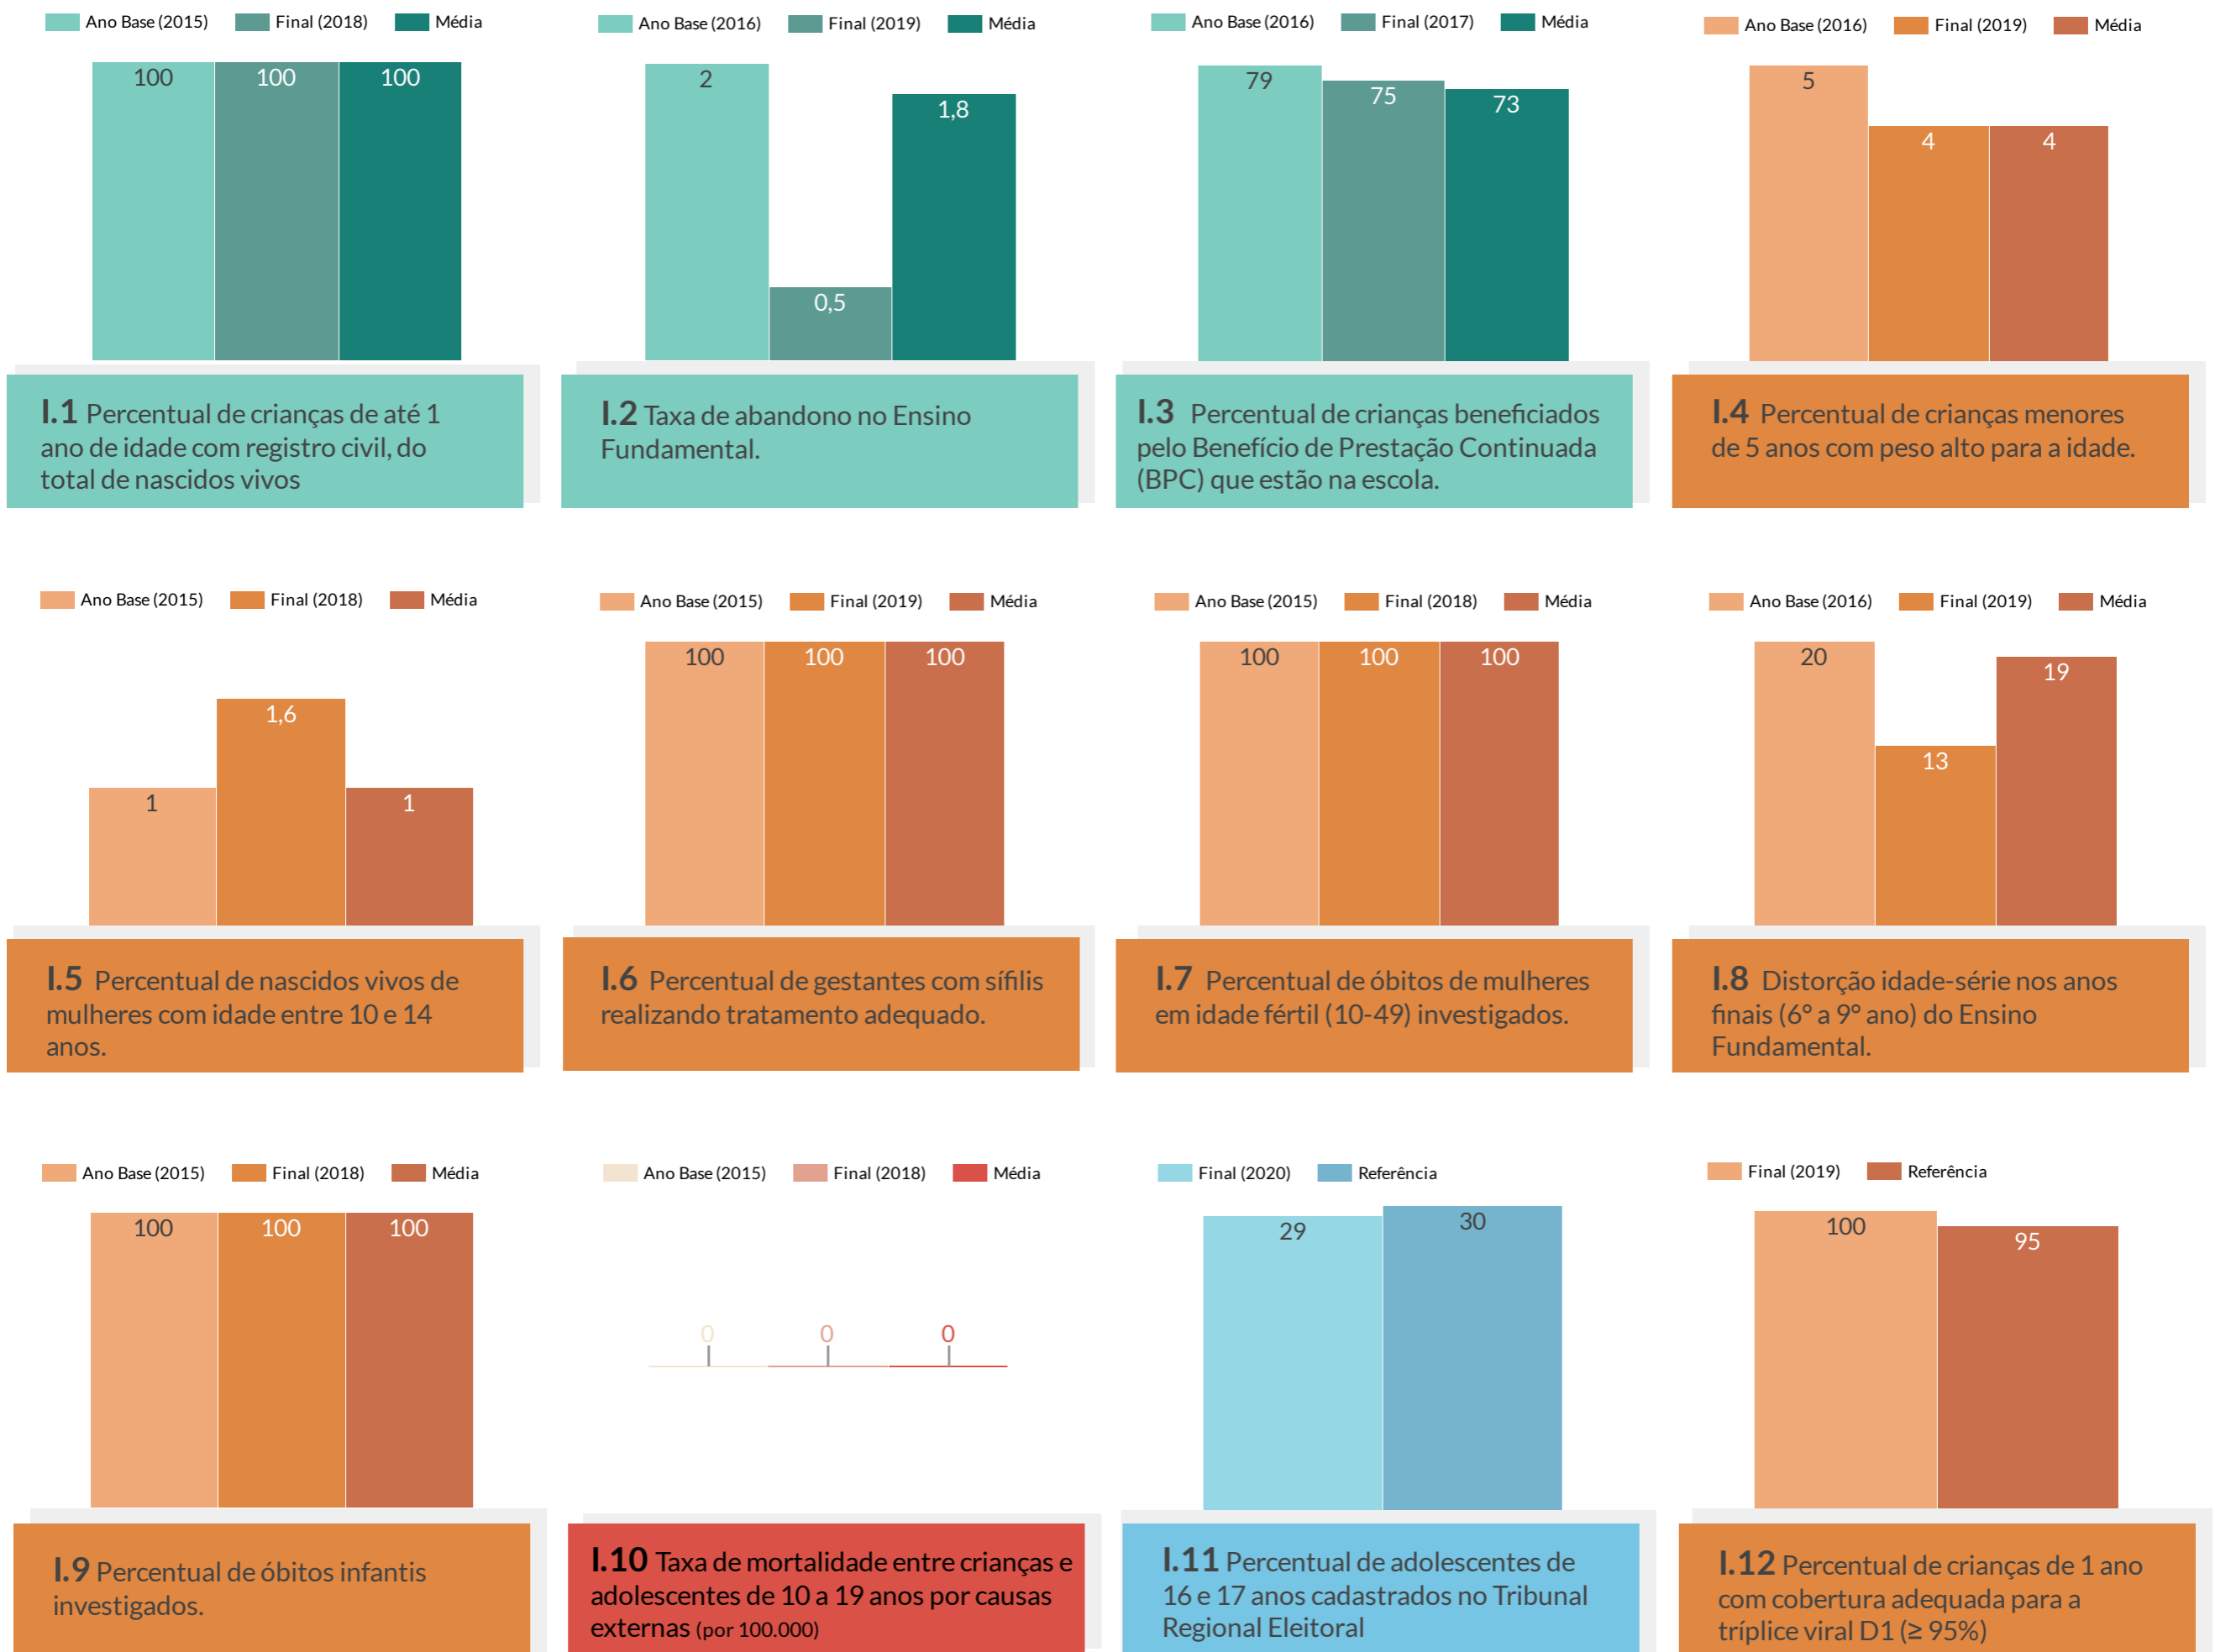 Ano Base (2015) Final (2018) Média
100 100 100
I.1 Percentual de crianças de até 1
ano de idade com registro civil, do
total de nascidos vivos
Ano Base (2016) Final (2019) Média
2 0,5 1,8
I.2 Taxa de abandono no Ensino
Fundamental.
Ano Base (2016) Final (2017) Média
79 75 73
I.3 Percentual de crianças beneficiados
pelo Benefício de Prestação Continuada
(BPC) que estão na escola.
Ano Base (2016) Final (2019) Média
5 4 4
I.4 Percentual de crianças menores
de 5 anos com peso alto para a idade.
Ano Base (2015) Final (2018) Média
1 1,6 1
I.5 Percentual de nascidos vivos de
mulheres com idade entre 10 e 14
anos.
Ano Base (2015) Final (2019) Média
100 100 100
I.6 Percentual de gestantes com sífilis
realizando tratamento adequado.
Ano Base (2015) Final (2018) Média
100 100 100
I.7 Percentual de óbitos de mulheres
em idade fértil (10-49) investigados.
Ano Base (2016) Final (2019) Média
20 13 19
I.8 Distorção idade-série nos anos
finais (6° a 9° ano) do Ensino
Fundamental.
Ano Base (2015) Final (2018) Média
100 100 100
I.9 Percentual de óbitos infantis
investigados.
Ano Base (2015) Final (2018) Média
0 0 0
I.10 Taxa de mortalidade entre crianças e
adolescentes de 10 a 19 anos por causas
externas (por 100.000)
Final (2020) Referência
29 30
I.11 Percentual de adolescentes de
16 e 17 anos cadastrados no Tribunal
Regional Eleitoral
Final (2019) Referência
100 95
I.12 Percentual de crianças de 1 ano
com cobertura adequada para a
tríplice viral D1 (≥ 95%)